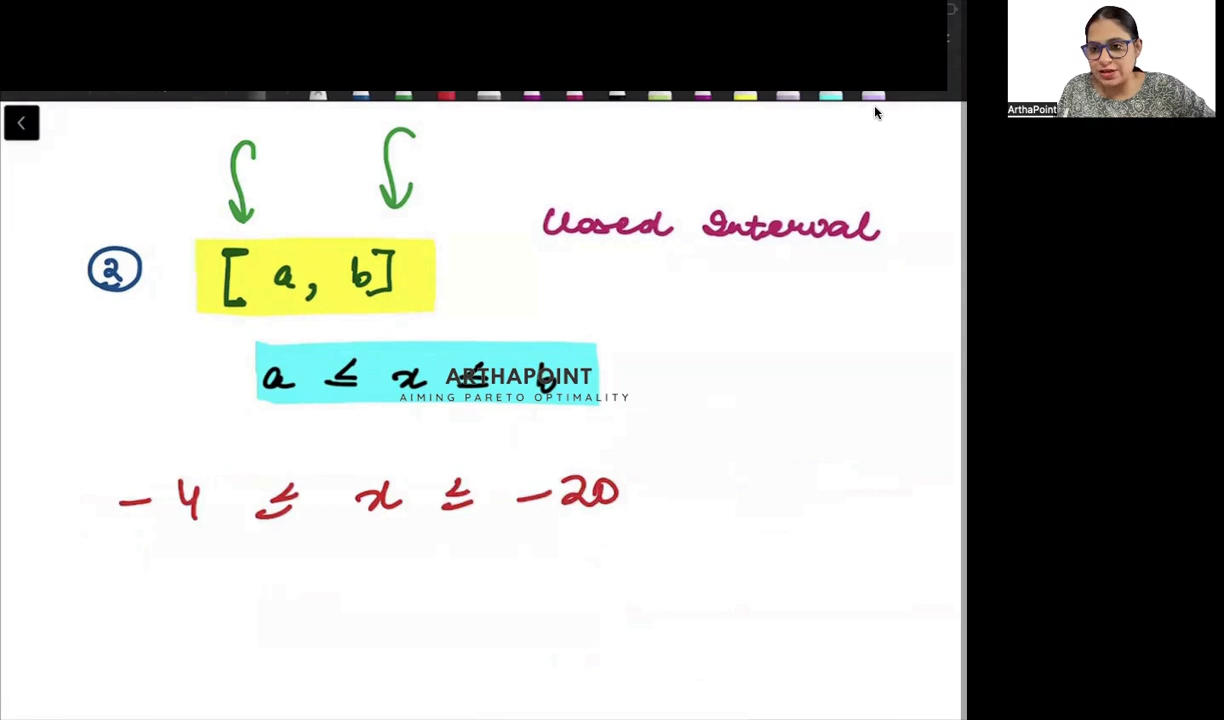 ArthaPoint
Closed Interval
2
[ a, b]
a ≤ x ≤ b
ARTHAPOINT
AIMING PARETO OPTIMALITY
- 4 ≤ x ≤ - 20